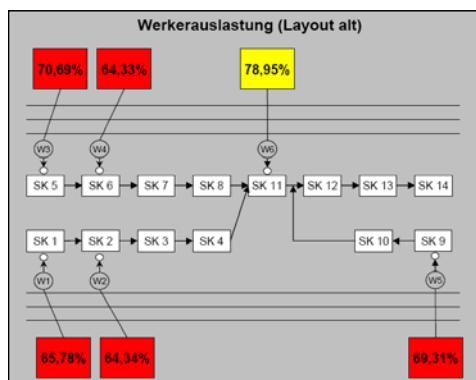 Werkerauslastung (Layout alt)
70,69% 64,33% 78,95%
W3 W4 W6
SK 5 SK 6 SK 7 SK 8 SK 11 SK 12 SK 13 SK 14
SK 1 SK 2 SK 3 SK 4 SK 10 SK 9
W1 W2 W5
65,78% 64,34% 69,31%